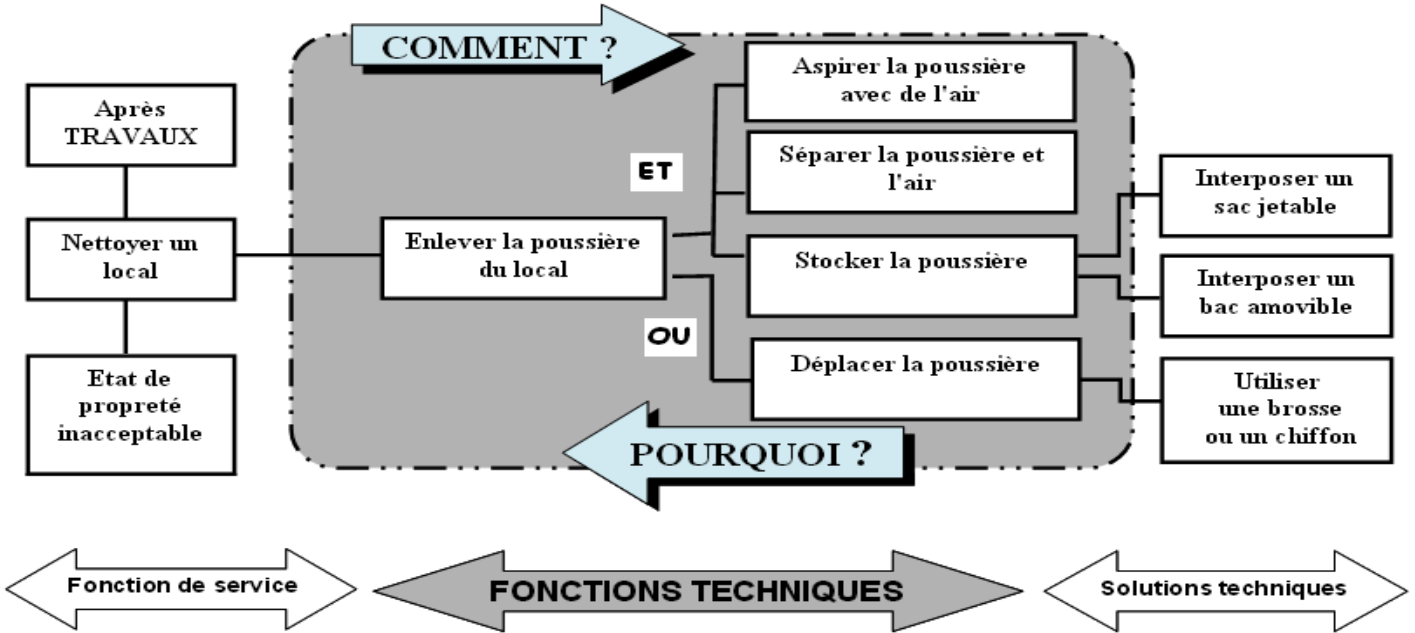 COMMENT ?
Après
TRAVAUX
Nettoyer un
local
Etat de
propreté
inacceptable
Enlever la poussière
du local
ET
OU
Aspirer la poussière
avec de l'air
Séparer la poussière et
l'air
Stocker la poussière
Déplacer la poussière
Interposer un
sac jetable
Interposer un
bac amovible
Utiliser
une brosse
ou un chiffon
POURQUOI ?
Fonction de service
FONCTIONS TECHNIQUES
Solutions techniques